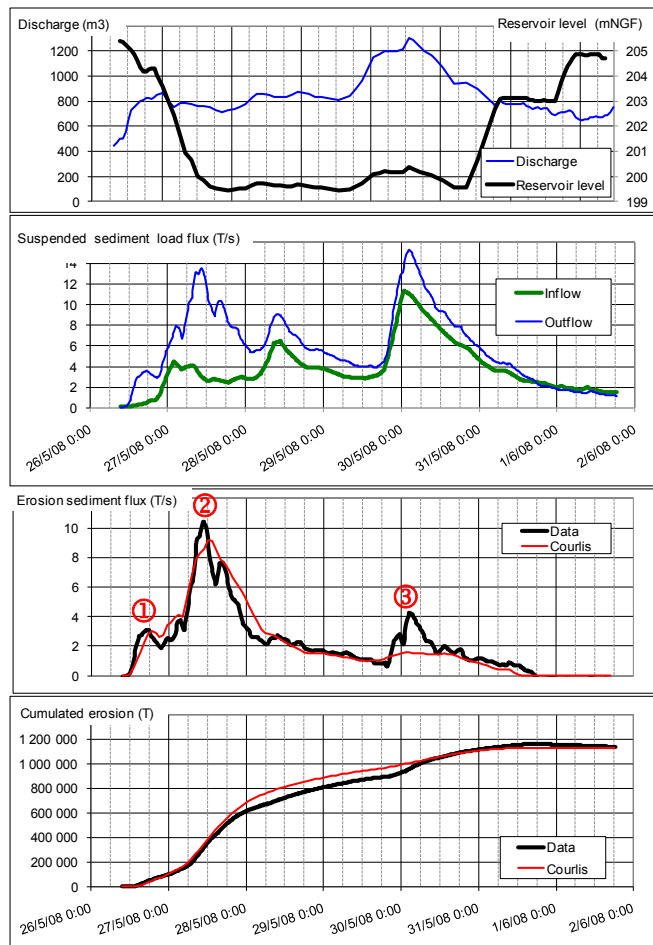 Discharge (m3) Reservoir level (mNGF)
1200 205
1000 204
800 203
600 202
400
200 200
0 199
Discharge
Reservoir level
Suspended sediment load flux (T/s)
14
12
10
8
6
4
2
0
Inflow
Outflow
26/5/08 0:00 27/5/08 0:00 28/5/08 0:00 29/5/08 0:00 30/5/08 0:00 31/5/08 0:00 1/6/08 0:00 2/6/08 0:00
Erosion sediment flux (T/s)
10
8
6
4
2
0
① ② ③
Data
Courlis
Cumulated erosion (T)
1 200 000
1 000 000
800 000
600 000
400 000
200 000
0
Data
Courlis
26/5/08 0:00 27/5/08 0:00 28/5/08 0:00 29/5/08 0:00 30/5/08 0:00 31/5/08 0:00 1/6/08 0:00 2/6/08 0:00